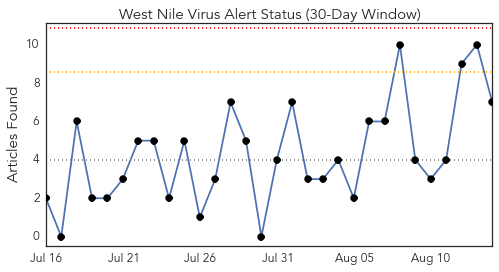 West Nile Virus Alert Status (30-Day Window)
Articles Found
10
8
6
4
2
0
Jul 16 Jul 21 Jul 26 Jul 31 Aug 05 Aug 10